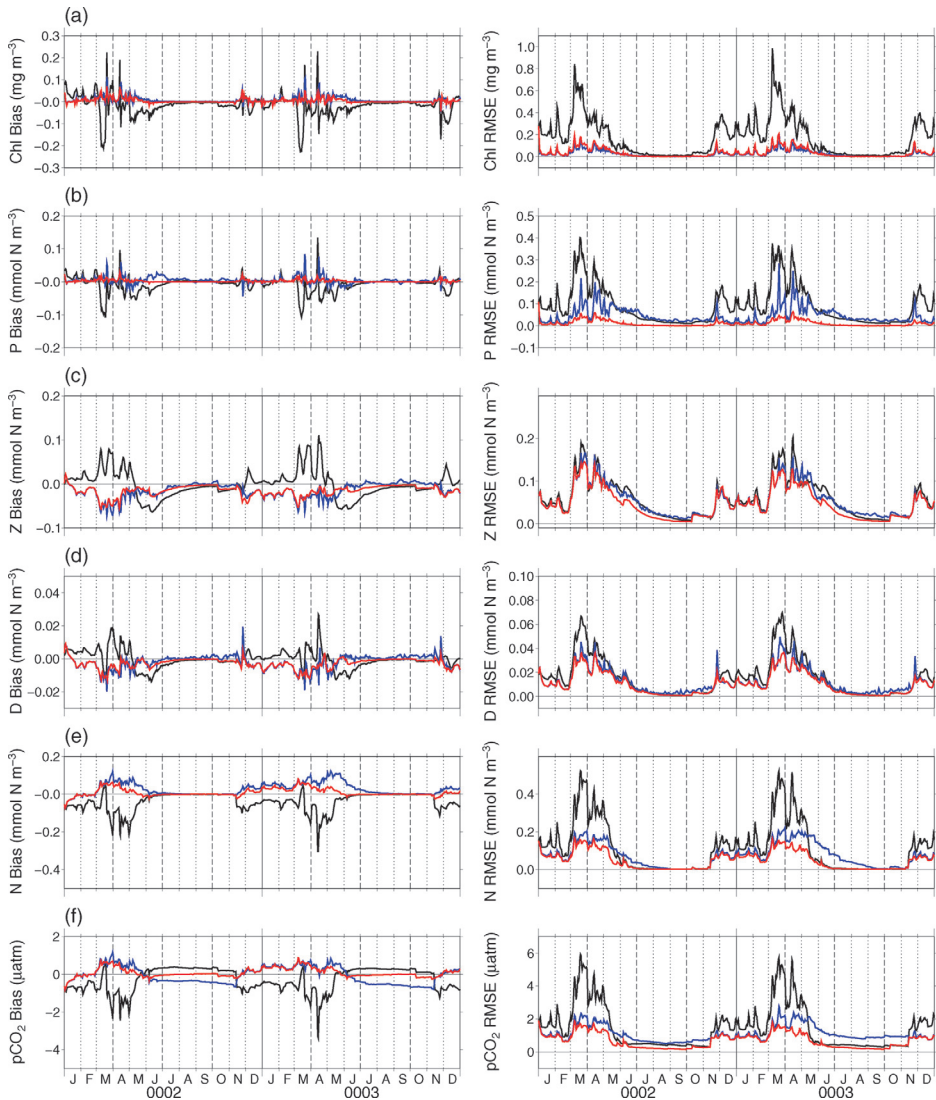 (a)
Chl Bias (mg m−3)
0.3
0.2
0.1
−0.0
−0.1
−0.2
−0.3
Chl RMSE (mg m−3)
1.0
0.8
0.6
0.4
0.2
0.0
(b)
P Bias (mmol N m−3)
0.2
0.1
−0.0
−0.1
−0.2
P RMSE (mmol N m−3)
0.5
0.4
0.3
0.2
0.1
0.0
−0.1
(c)
Z Bias (mmol N m−3)
0.2
0.1
−0.0
−0.1
Z RMSE (mmol N m−3)
0.2
0.1
0.0
(d)
D Bias (mmol N m−3)
0.04
0.02
0.00
−0.02
D RMSE (mmol N m−3)
0.10
0.08
0.06
0.04
0.02
0.00
(e)
N Bias (mmol N m−3)
0.2
−0.0
−0.2
−0.4
N RMSE (mmol N m−3)
0.4
0.2
0.0
(f)
pCO2 Bias (µatm)
2
0
−2
−4
J F M A M J J A S O N D J F M A M J J A S O N D
0002 0003
pCO2 RMSE (µatm)
6
4
2
0
J F M A M J J A S O N D J F M A M J J A S O N D
0002 0003